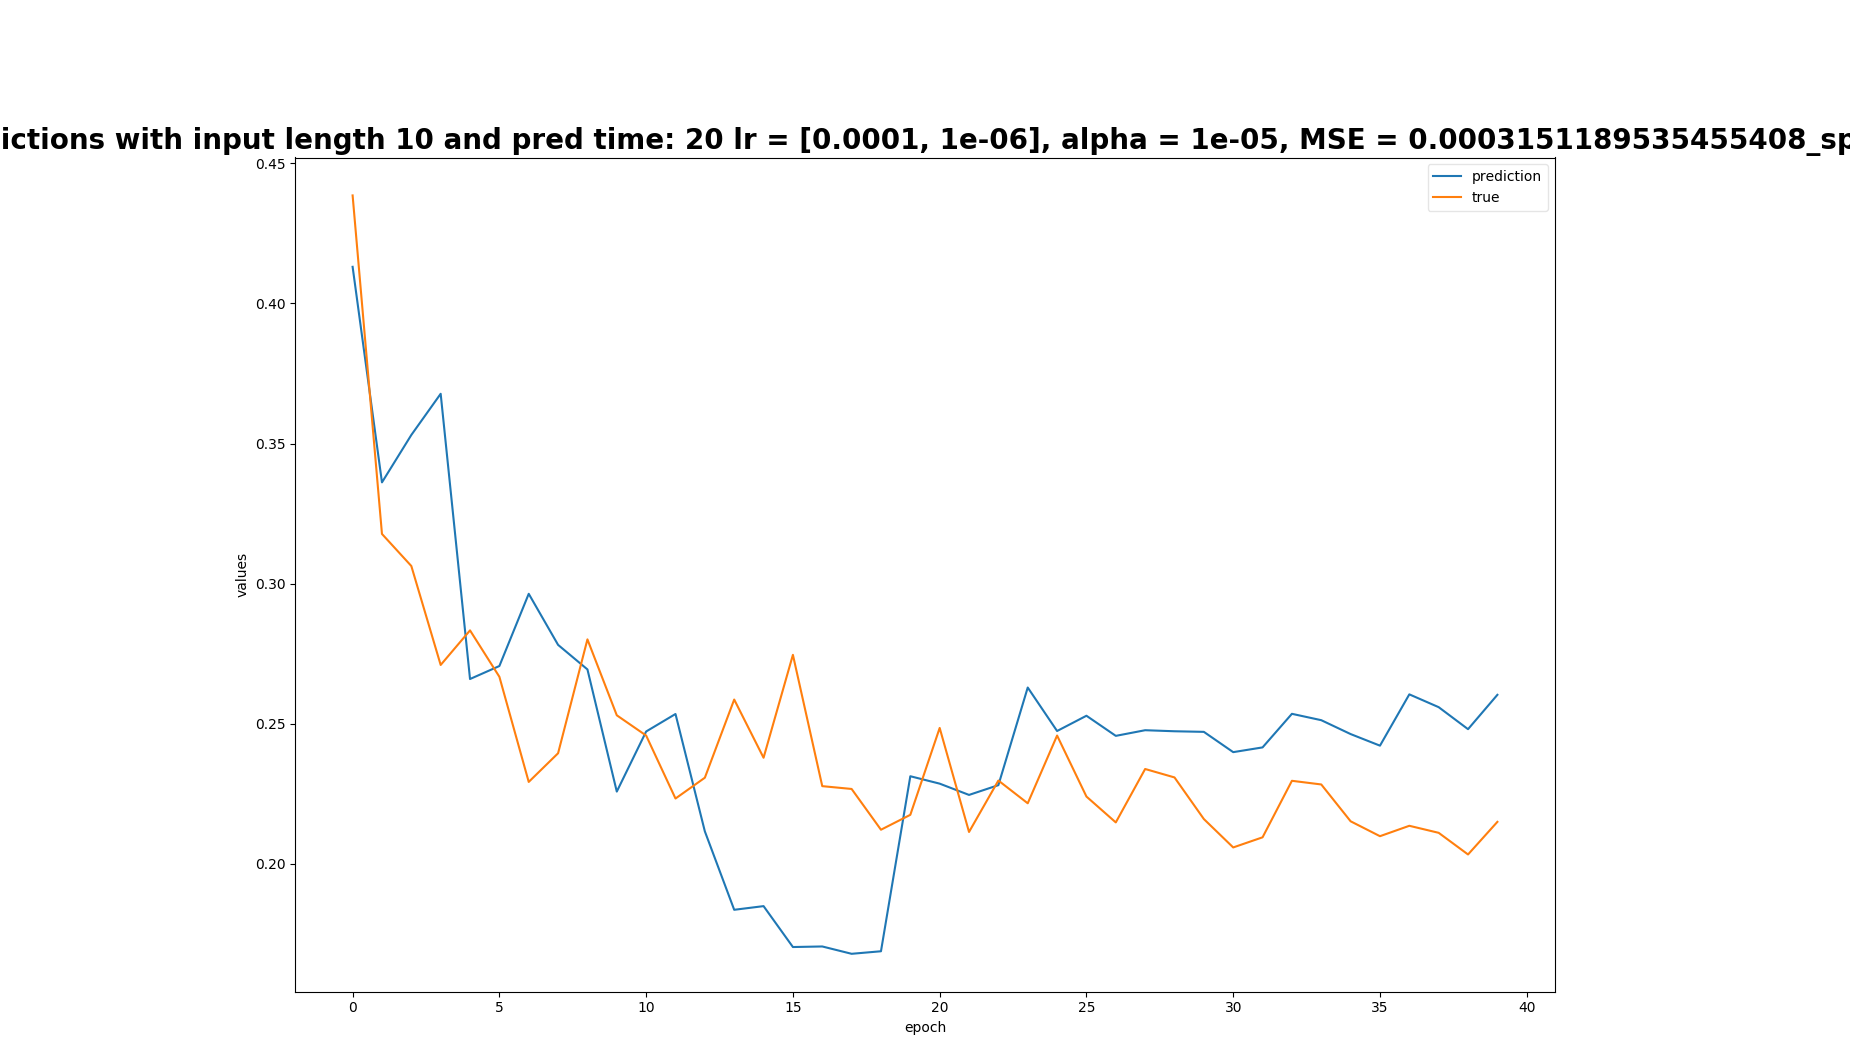 ictions with input length 10 and pred time: 20 lr = [0.0001, 1e-06], alpha = 1e-05, MSE = 0.0003151189535455408_sp
prediction
true
0.45
0.40
0.35
0.30
0.25
0.20
values
0 5 10 15 20 25 30 35 40
epoch